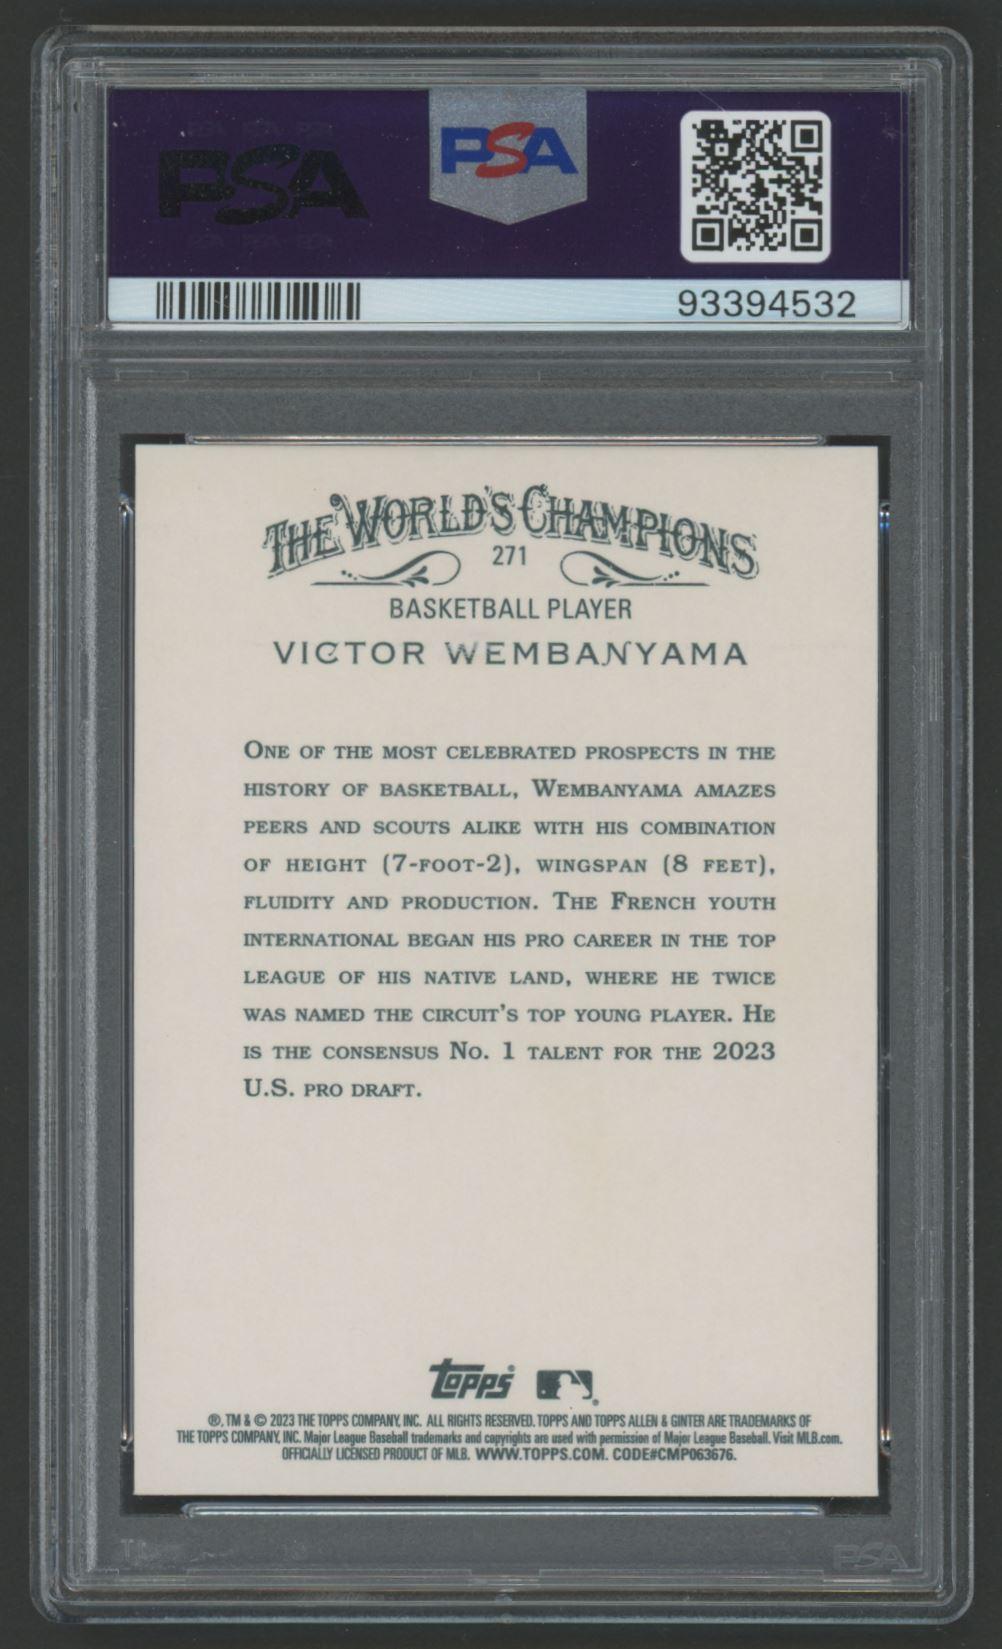 PSA
PSA
93394532
THE WORLD'S CHAMPIONS
271
BASKETBALL PLAYER
VICTOR WEMBANYAMA
ONE OF THE MOST CELEBRATED PROSPECTS IN THE
HISTORY OF BASKETBALL, WEMBANYAMA AMAZES
PEERS AND SCOUTS ALIKE WITH HIS COMBINATION
OF HEIGHT (7-FOOT-2), WINGSPAN (8 FEET),
FLUIDITY AND PRODUCTION. THE FRENCH YOUTH
INTERNATIONAL BEGAN HIS PRO CAREER IN THE TOP
LEAGUE OF HIS NATIVE LAND, WHERE HE TWICE
WAS NAMED THE CIRCUIT'S TOP YOUNG PLAYER. HE
IS THE CONSENSUS NO. 1 TALENT FOR THE 2023
U.S. PRO DRAFT.
Topps
®, TM & © 2023 THE TOPPS COMPANY, INC. ALL RIGHTS RESERVED. TOPPS AND TOPPS ALLEN & GINTER ARE TRADEMARKS OF
THE TOPPS COMPANY, INC. Major League Baseball trademarks and copyrights are used with permission of Major League Baseball. Visit MLB.com.
OFFICIALLY LICENSED PRODUCT OF MLB. WWW.TOPPS.COM. CODE#CMP063676.
PSA